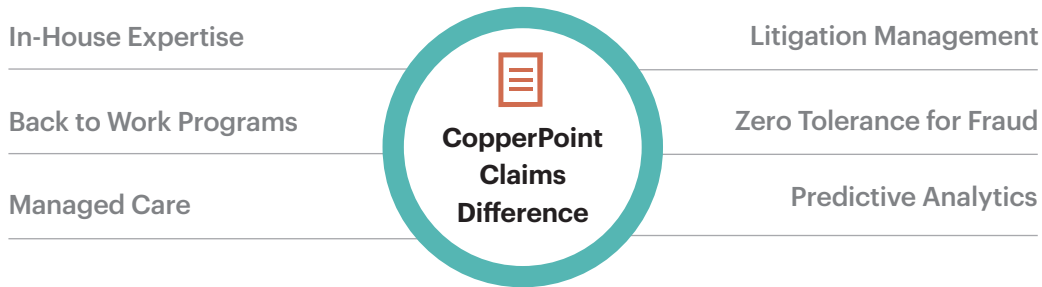 In-House Expertise
Back to Work Programs
Managed Care
CopperPoint
Claims
Difference
Litigation Management
Zero Tolerance for Fraud
Predictive Analytics